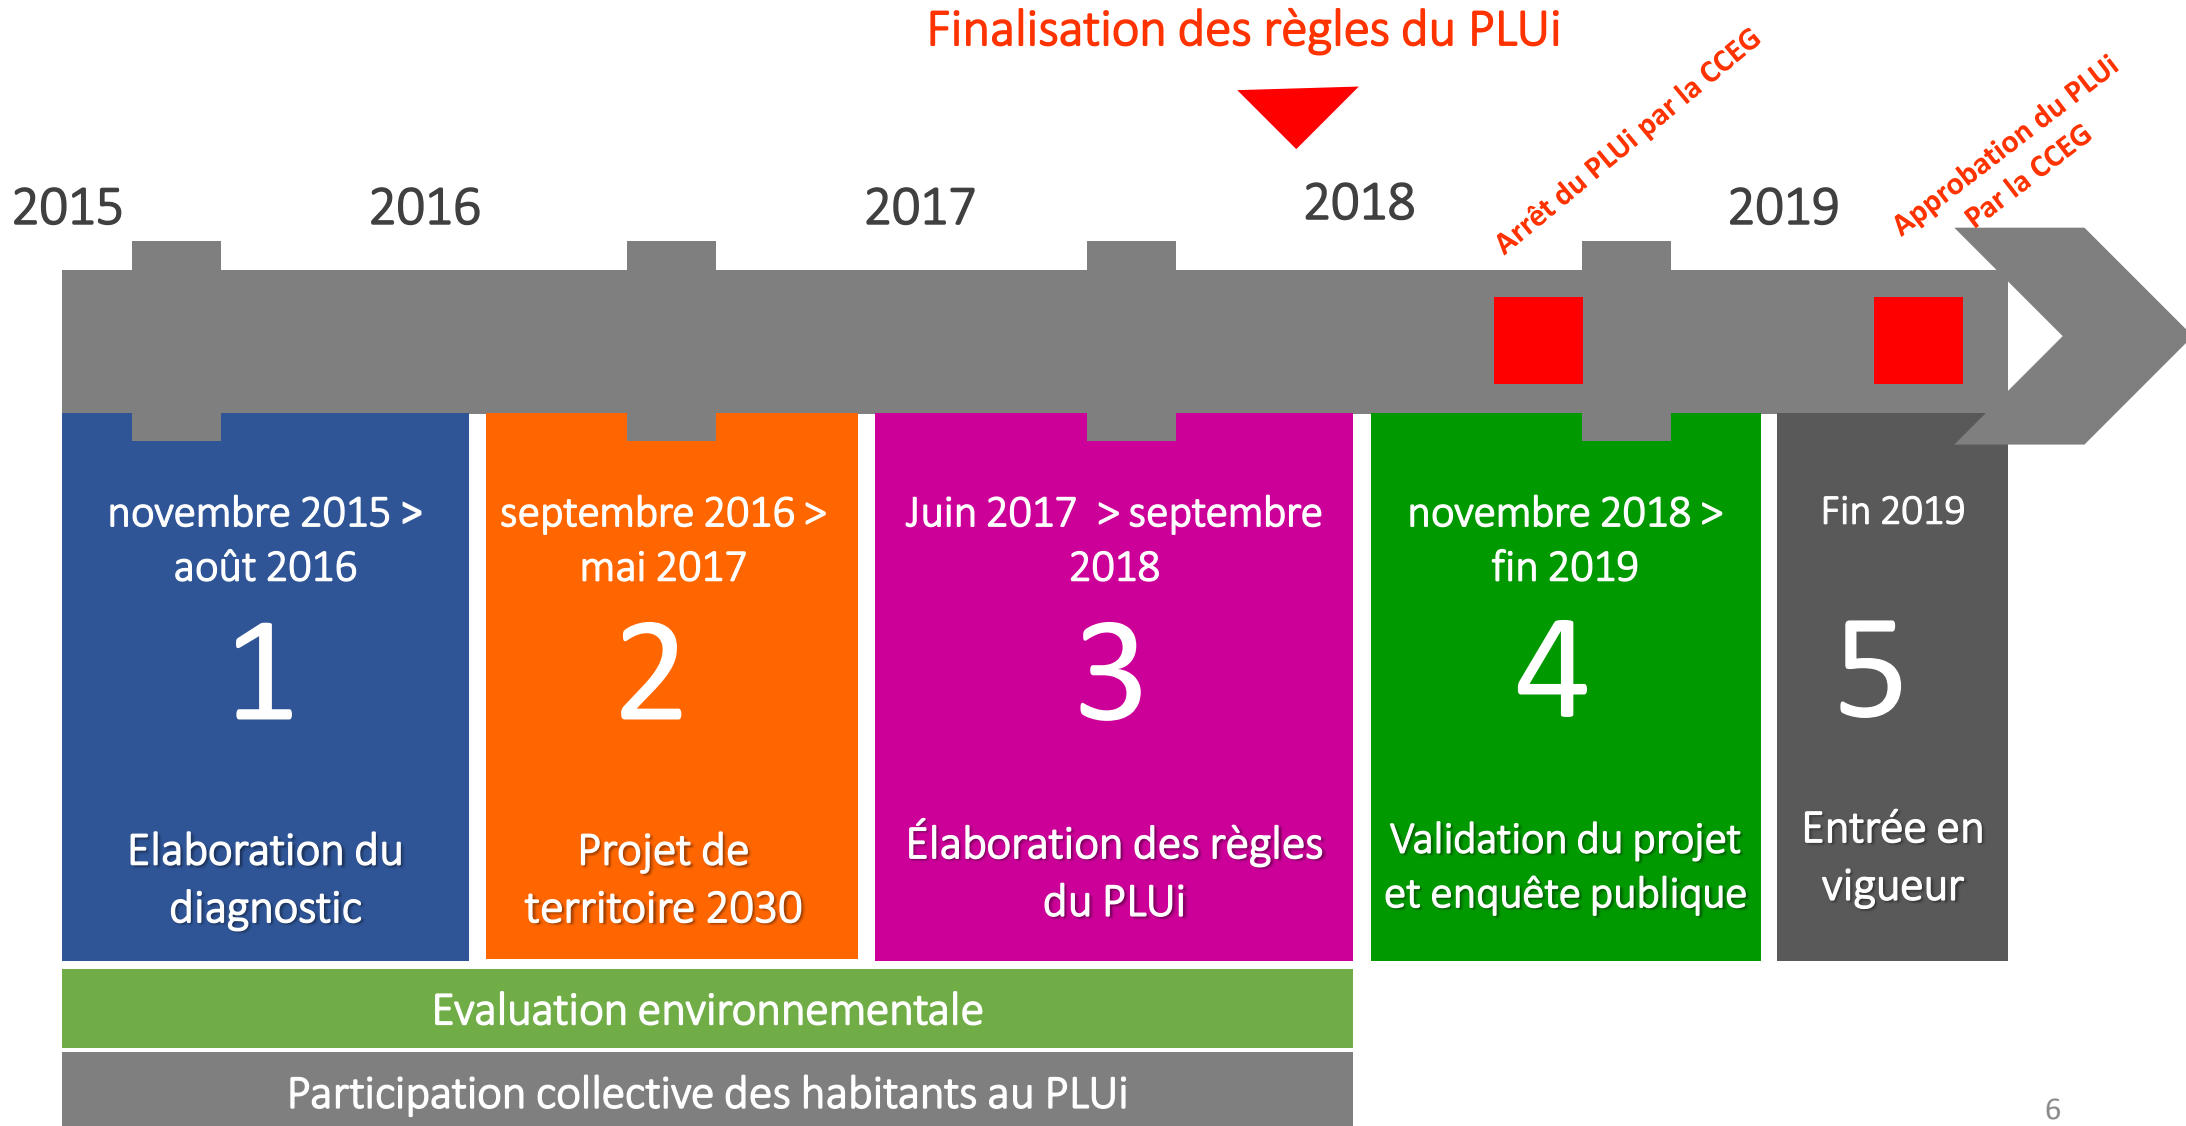 Finalisation des règles du PLUi
Arrêt du PLUi par la CCEG
Approbation du PLUi
Par la CCEG
2015
2016
2017
2018
2019
novembre 2015 >
août 2016
1
Elaboration du
diagnostic
septembre 2016 >
mai 2017
2
Projet de
territoire 2030
Juin 2017 > septembre
2018
3
Élaboration des règles
du PLUi
novembre 2018 >
fin 2019
4
Validation du projet
et enquête publique
Fin 2019
5
Entrée en
vigueur
Evaluation environnementale
Participation collective des habitants au PLUi
6